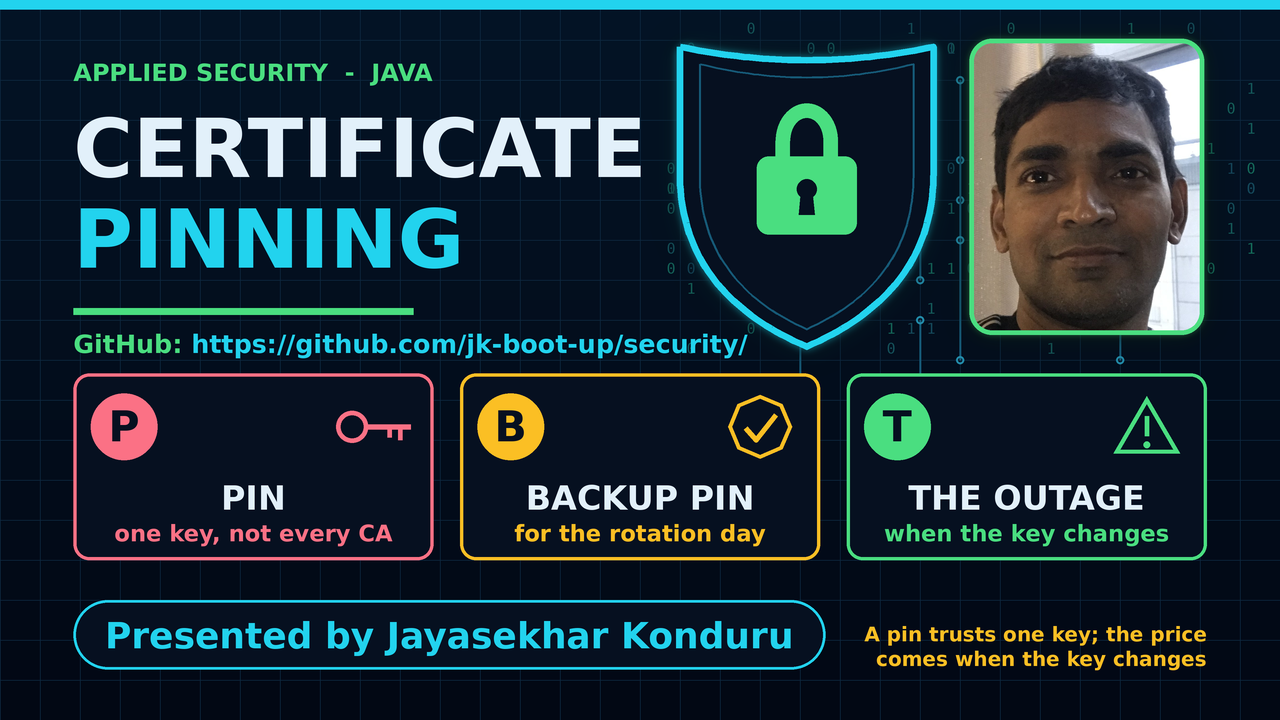 APPLIED SECURITY - JAVA
CERTIFICATE
PINNING
GitHub: https://github.com/jk-boot-up/security/
P
PIN
one key, not every CA
B
BACKUP PIN
for the rotation day
T
THE OUTAGE
when the key changes
Presented by Jayasekhar Konduru
A pin trusts one key; the price
comes when the key changes